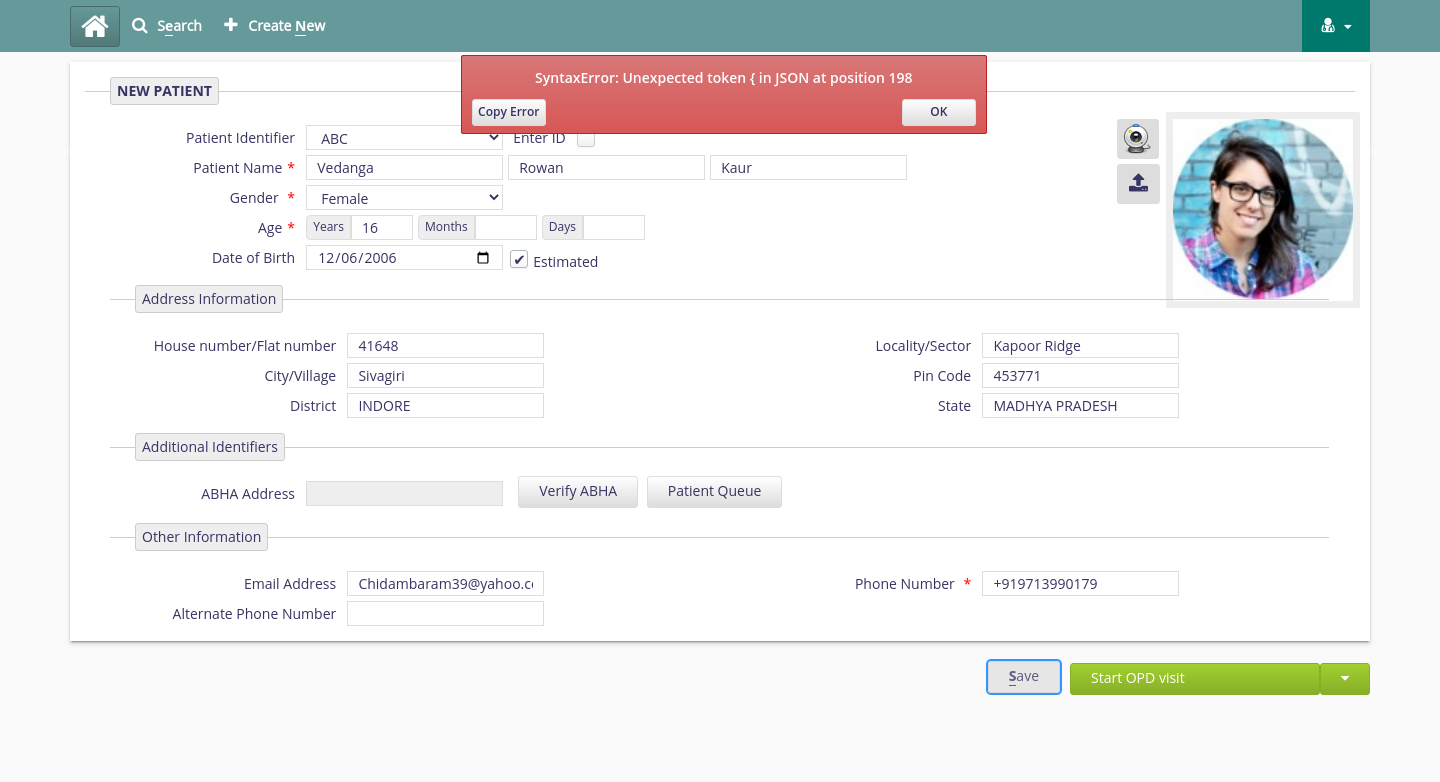 Search
Create New
SyntaxError: Unexpected token { in JSON at position 198
Copy Error
OK
NEW PATIENT
Patient Identifier ABC Enter ID
Patient Name * Vedanga Rowan Kaur
Gender * Female
Age * Years 16 Months Days
Date of Birth 12/06/2006 Estimated
Address Information
House number/Flat number 41648 Locality/Sector Kapoor Ridge
City/Village Sivagiri Pin Code 453771
District INDORE State MADHYA PRADESH
Additional Identifiers
ABHA Address Verify ABHA Patient Queue
Other Information
Email Address Chidambaram39@yahoo.c Phone Number * +919713990179
Alternate Phone Number
Save Start OPD visit